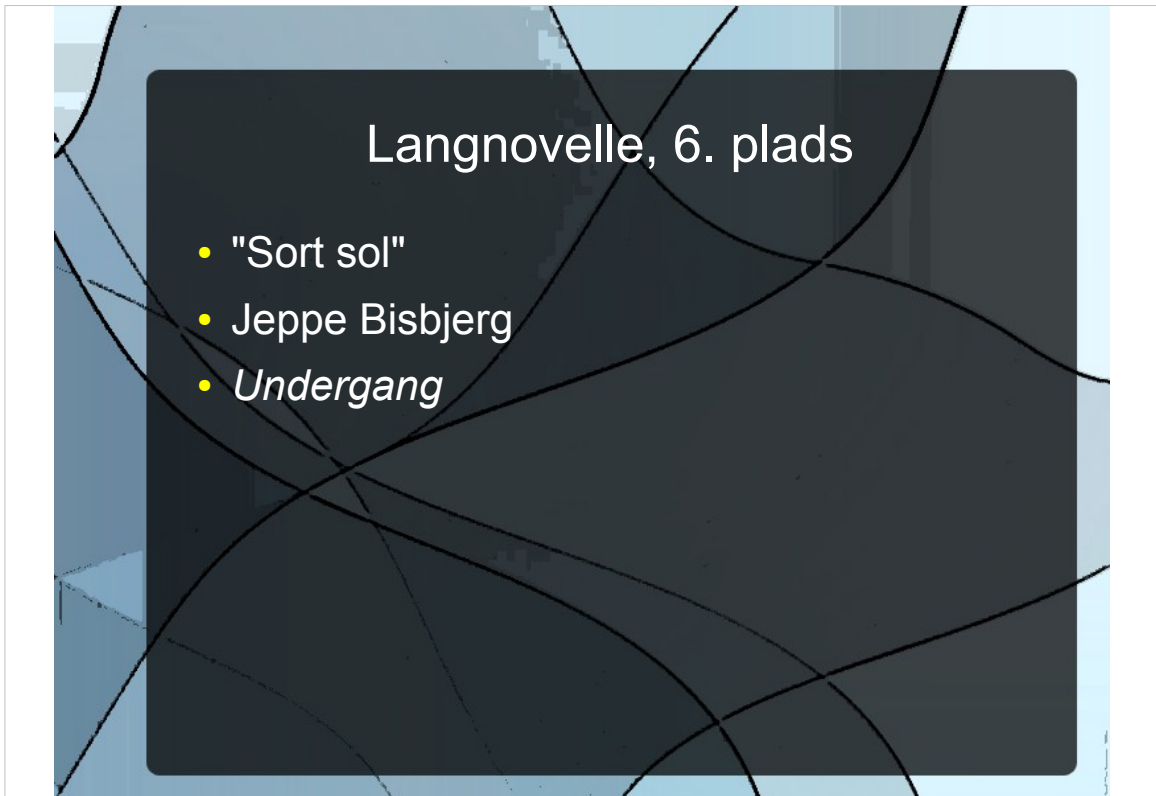 Langnovelle, 6. plads
• "Sort sol"
• Jeppe Bisbjerg
• Undergang